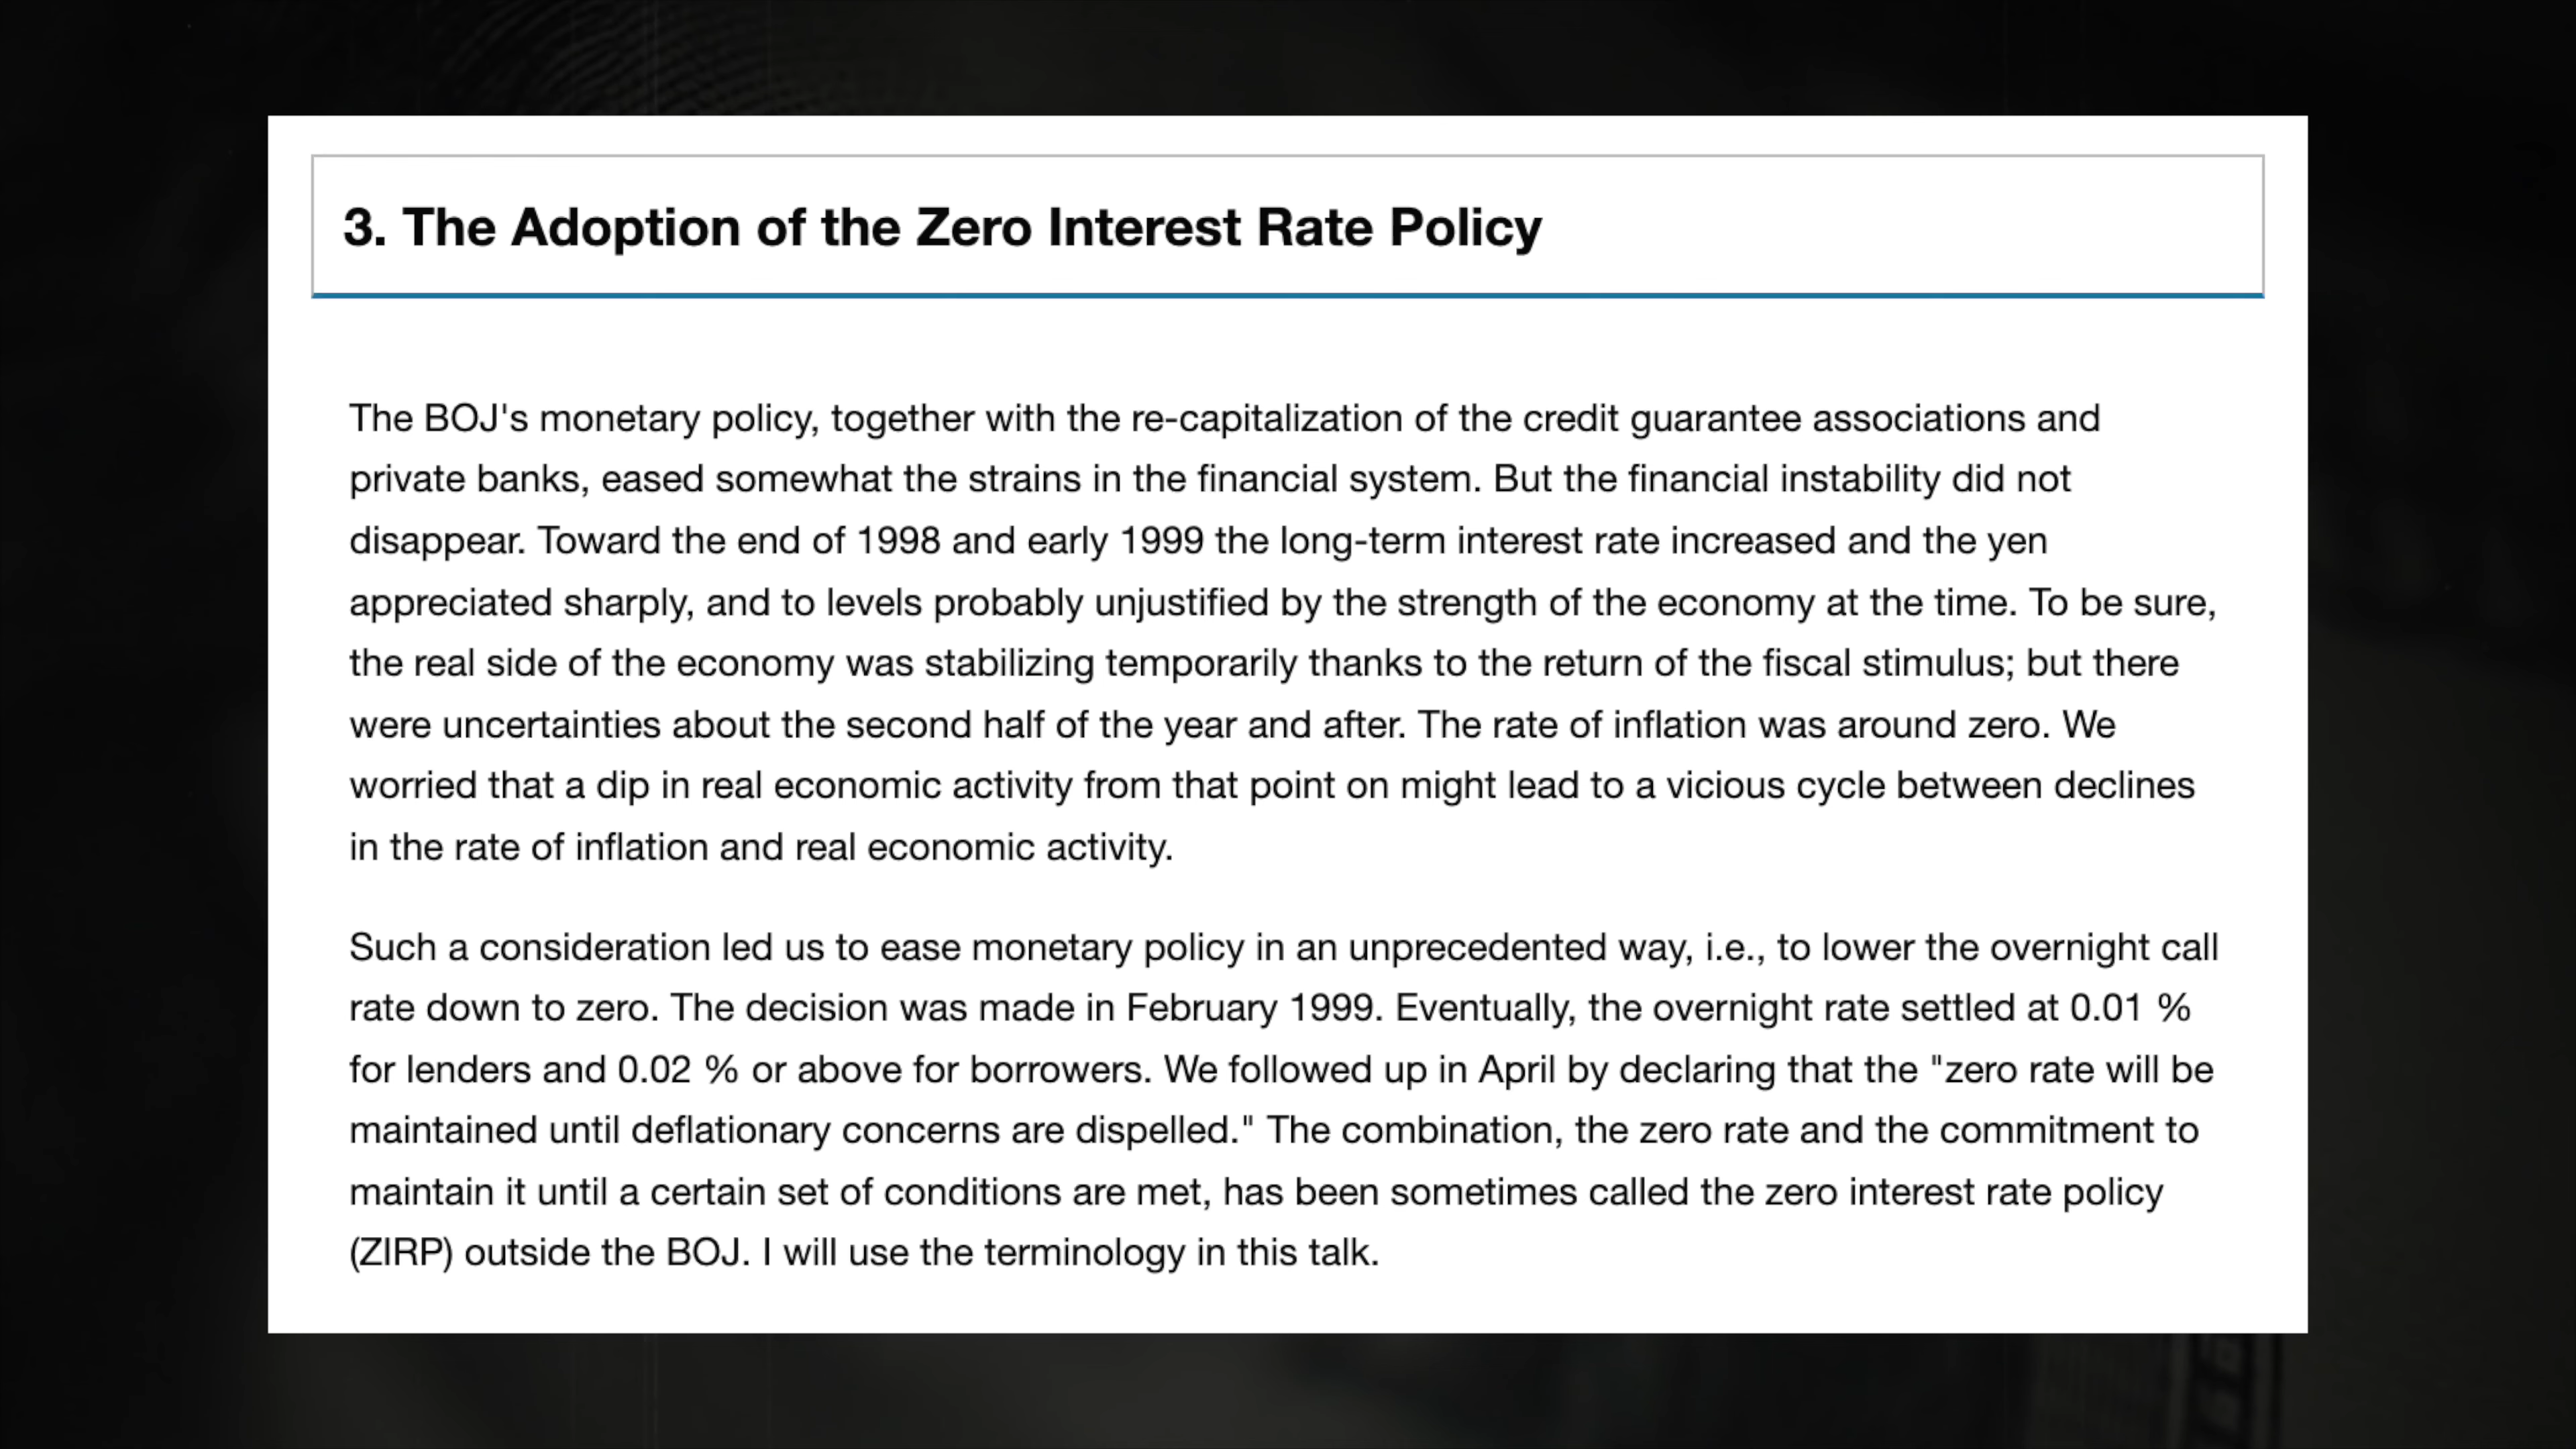 3. The Adoption of the Zero Interest Rate Policy
The BOJ's monetary policy, together with the re-capitalization of the credit guarantee associations and
private banks, eased somewhat the strains in the financial system. But the financial instability did not
disappear. Toward the end of 1998 and early 1999 the long-term interest rate increased and the yen
appreciated sharply, and to levels probably unjustified by the strength of the economy at the time. To be sure,
the real side of the economy was stabilizing temporarily thanks to the return of the fiscal stimulus; but there
were uncertainties about the second half of the year and after. The rate of inflation was around zero. We
worried that a dip in real economic activity from that point on might lead to a vicious cycle between declines
in the rate of inflation and real economic activity.
Such a consideration led us to ease monetary policy in an unprecedented way, i.e., to lower the overnight call
rate down to zero. The decision was made in February 1999. Eventually, the overnight rate settled at 0.01 %
for lenders and 0.02 % or above for borrowers. We followed up in April by declaring that the "zero rate will be
maintained until deflationary concerns are dispelled." The combination, the zero rate and the commitment to
maintain it until a certain set of conditions are met, has been sometimes called the zero interest rate policy
(ZIRP) outside the BOJ. I will use the terminology in this talk.